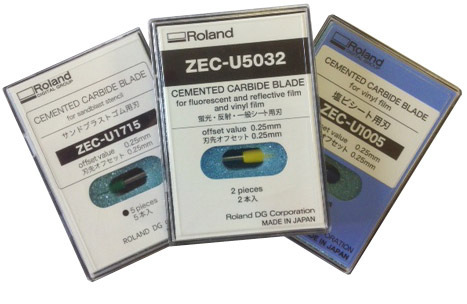 Roland
DIGITAL GROUP
CEMENTED CARBIDE BLADE
for sandblast stencil
サンドブラストゴム用刃
ZEC-U1715
offset value 0.25mm
刃先オフセット 0.25mm
5 pieces
5本入
ROLAND DG
Roland
ZEC-U5032
CEMENTED CARBIDE BLADE
for fluorescent and reflective film
and vinyl film
蛍光・反射・一般シート用刃
offset value 0.25mm
刃先オフセット 0.25mm
2 pieces
2本入
Roland DG Corporation
MADE IN JAPAN
Roland
CEMENTED CARBIDE BLADE
for vinyl film
塩ビシート用刃
ZEC-U1005
offset value 0.25mm
刃先オフセット 0.25mm
CORPORATION
MADE IN JAPAN